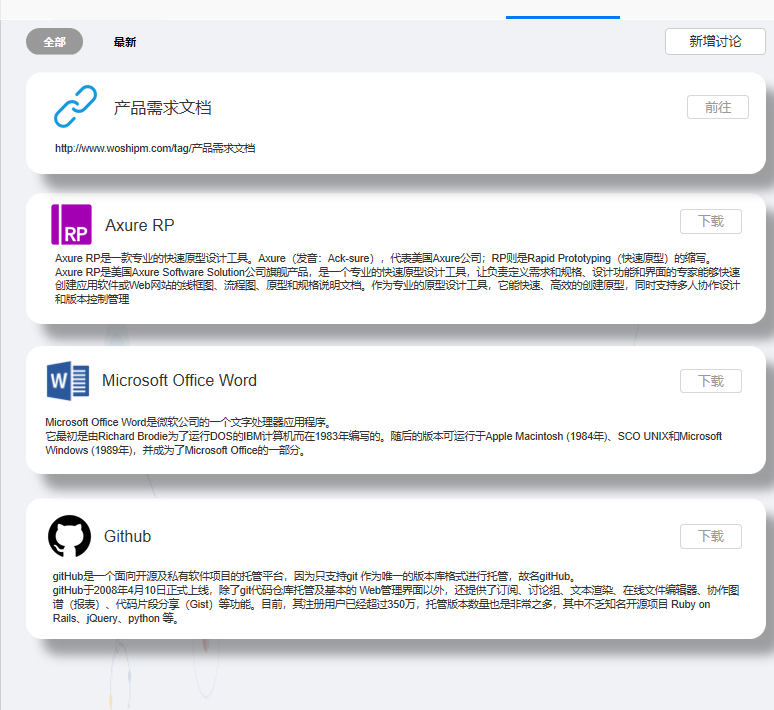 全部
最新
新增讨论
产品需求文档
前往
http://www.woshipm.com/tag/产品需求文档
RP
Axure RP
下载
Axure RP是一款专业的快速原型设计工具。Axure（发音：Ack-sure），代表美国Axure公司；RP则是Rapid Prototyping（快速原型）的缩写。
Axure RP是美国Axure Software Solution公司旗舰产品，是一个专业的快速原型设计工具，让负责定义需求和规格、设计功能和界面的专家能够快速
创建应用软件或Web网站的线框图、流程图、原型和规格说明文档。作为专业的原型设计工具，它能快速、高效的创建原型，同时支持多人协作设计
和版本控制管理
W
Microsoft Office Word
下载
Microsoft Office Word是微软公司的一个文字处理器应用程序。
它最初是由Richard Brodie为了运行DOS的IBM计算机而在1983年编写的。随后的版本可运行于Apple Macintosh (1984年)、SCO UNIX和Microsoft
Windows (1989年)，并成为了Microsoft Office的一部分。
Github
下载
gitHub是一个面向开源及私有软件项目的托管平台，因为只支持git 作为唯一的版本库格式进行托管，故名gitHub。
gitHub于2008年4月10日正式上线，除了git代码仓库托管及基本的 Web管理界面以外，还提供了订阅、讨论组、文本渲染、在线文件编辑器、协作图
谱（报表）、代码片段分享（Gist）等功能。目前，其注册用户已经超过350万，托管版本数量也是非常之多，其中不乏知名开源项目 Ruby on
Rails、jQuery、python 等。